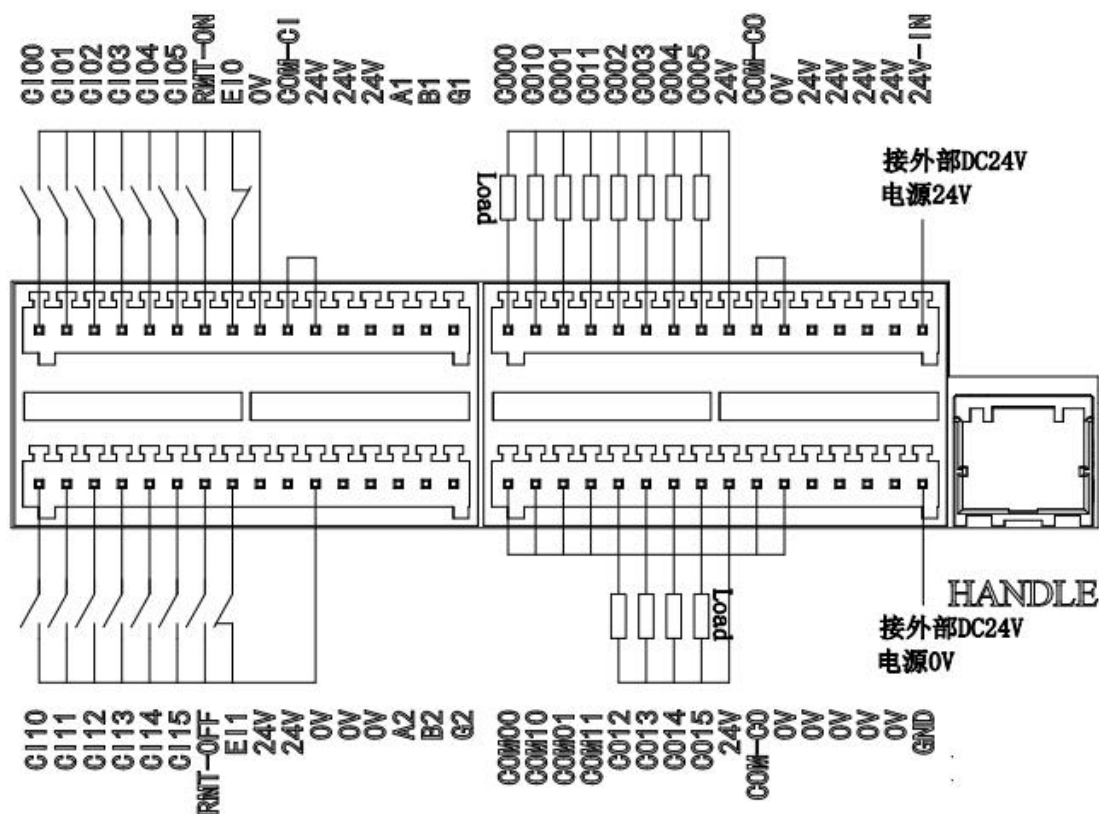 CI00
CI01
CI02
CI03
CI04
CI05
RMT-ON
EI0
0V
COM-CI
24V
24V
24V
A1
B1
G1
CO00
CO10
CO01
CO11
CO02
CO03
CO04
CO05
24V
COM-CO
0V
24V
24V
24V
24V
24V-IN
接外部DC24V
电源24V
Load
Load
HANDLE
接外部DC24V
电源0V
CI10
CI11
CI12
CI13
CI14
CI15
RMT-OFF
EI1
24V
24V
0V
0V
0V
A2
B2
G2
COM00
COM10
COM01
COM11
CO12
CO13
CO14
CO15
24V
COM-CO
0V
0V
0V
0V
0V
GND